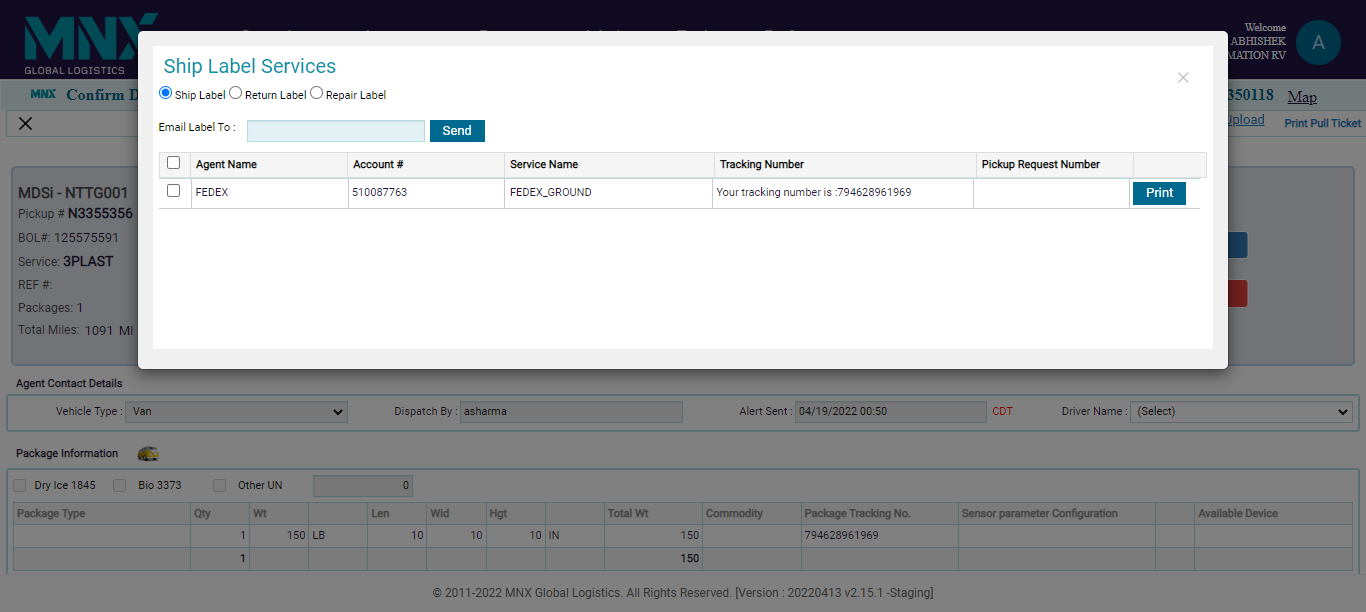 MNX
GLOBAL LOGISTICS
Welcome
ABHISHEK
MATION RV
A
MNX Confirm D
350118 Map
Upload Print Pull Ticket
Ship Label Services
Ship Label Return Label Repair Label
Email Label To : Send
Agent Name Account # Service Name Tracking Number Pickup Request Number
FEDEX 510087763 FEDEX_GROUND Your tracking number is :794628961969 Print
MDSi - NTTG001
Pickup # N3355356
BOL#: 125575591
Service: 3PLAST
REF #:
Packages: 1
Total Miles: 1091 MI
Agent Contact Details
Vehicle Type : Van Dispatch By : asharma Alert Sent : 04/19/2022 00:50 CDT Driver Name : (Select)
Package Information
Dry Ice 1845 Bio 3373 Other UN 0
Package Type Qty Wt Len Wid Hgt Total Wt Commodity Package Tracking No. Sensor parameter Configuration Available Device
1 150 LB 10 10 10 IN 150 794628961969
1 150
© 2011-2022 MNX Global Logistics. All Rights Reserved. [Version : 20220413 v2.15.1 -Staging]